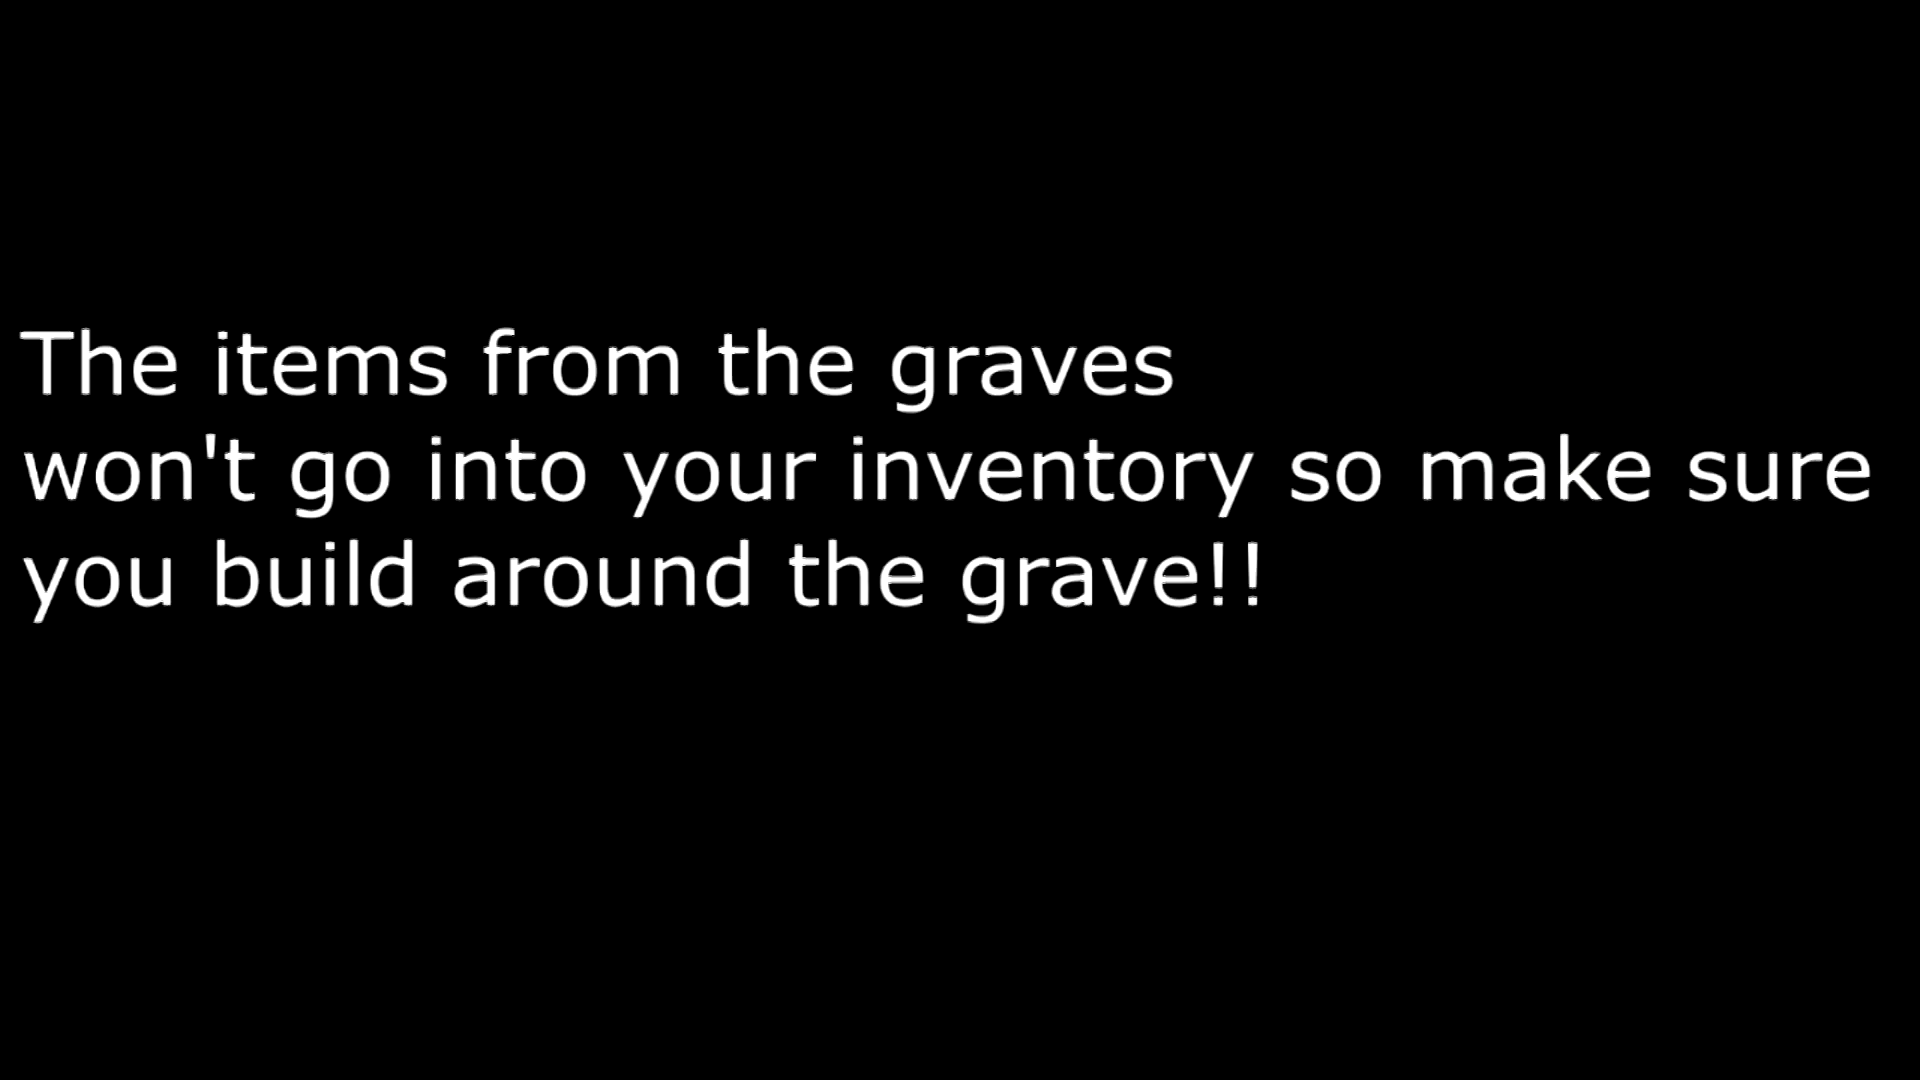 The items from the graves
won't go into your inventory so make sure
you build around the grave!!